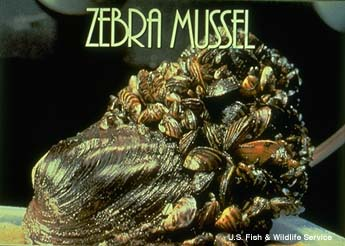 ZEBRA MUSSEL
U.S. Fish & Wildlife Service